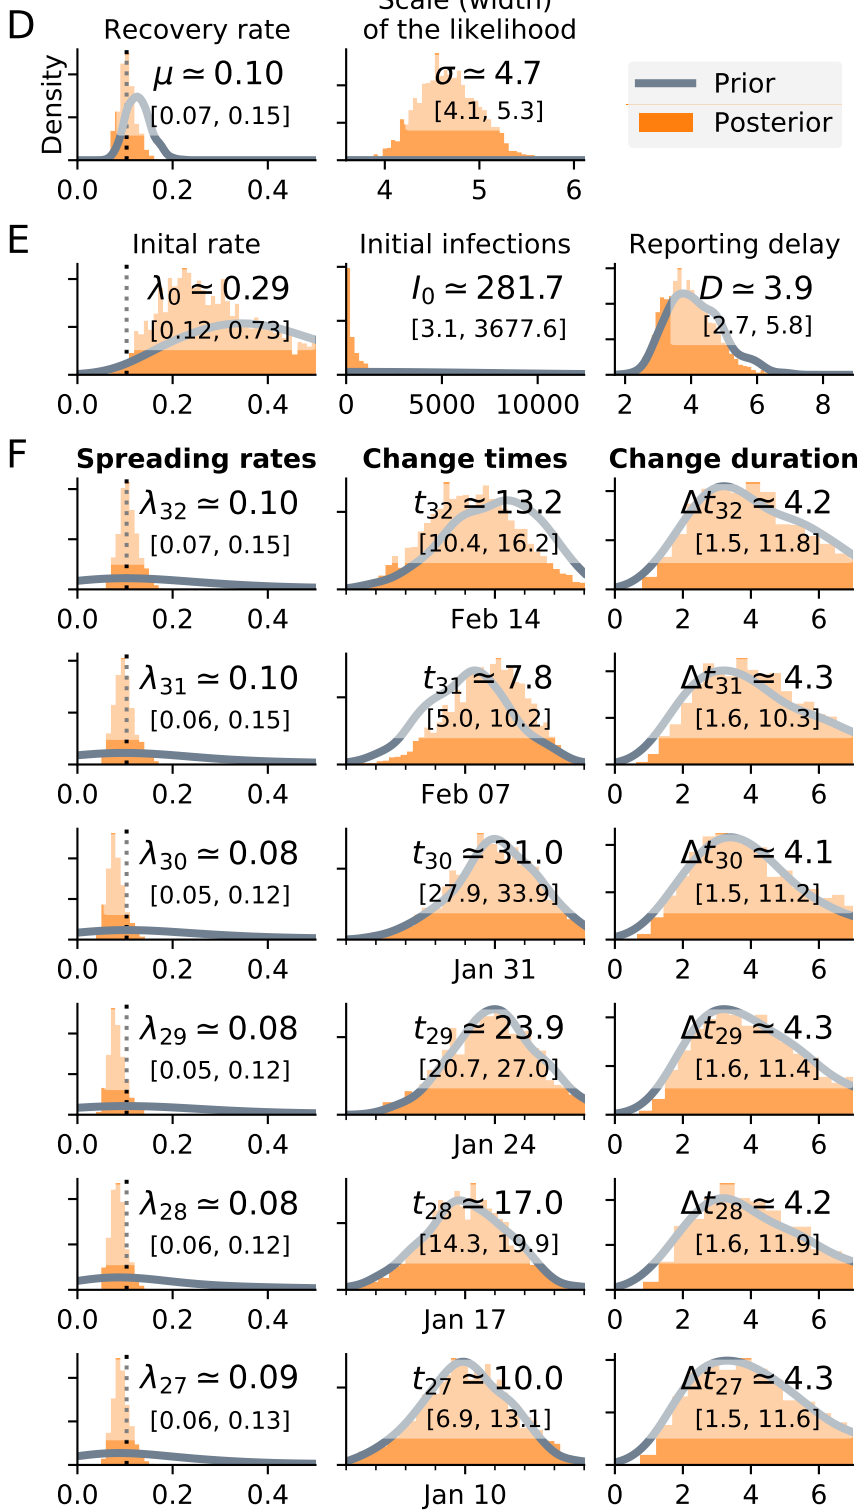 D
Recovery rate
Scale (width)
of the likelihood
Density
μ ≃ 0.10
[0.07, 0.15]
σ ≃ 4.7
[4.1, 5.3]
Prior
Posterior
0.0 0.2 0.4
4 5 6
E
Inital rate
Initial infections
Reporting delay
λ0 ≃ 0.29
[0.12, 0.73]
I0 ≃ 281.7
[3.1, 3677.6]
D ≃ 3.9
[2.7, 5.8]
0.0 0.2 0.4
0 5000 10000
2 4 6 8
F
Spreading rates
Change times
Change duration
λ32 ≃ 0.10
[0.07, 0.15]
t32 ≃ 13.2
[10.4, 16.2]
Δt32 ≃ 4.2
[1.5, 11.8]
0.0 0.2 0.4
Feb 14
0 2 4 6
λ31 ≃ 0.10
[0.06, 0.15]
t31 ≃ 7.8
[5.0, 10.2]
Δt31 ≃ 4.3
[1.6, 10.3]
0.0 0.2 0.4
Feb 07
0 2 4 6
λ30 ≃ 0.08
[0.05, 0.12]
t30 ≃ 31.0
[27.9, 33.9]
Δt30 ≃ 4.1
[1.5, 11.2]
0.0 0.2 0.4
Jan 31
0 2 4 6
λ29 ≃ 0.08
[0.05, 0.12]
t29 ≃ 23.9
[20.7, 27.0]
Δt29 ≃ 4.3
[1.6, 11.4]
0.0 0.2 0.4
Jan 24
0 2 4 6
λ28 ≃ 0.08
[0.06, 0.12]
t28 ≃ 17.0
[14.3, 19.9]
Δt28 ≃ 4.2
[1.6, 11.9]
0.0 0.2 0.4
Jan 17
0 2 4 6
λ27 ≃ 0.09
[0.06, 0.13]
t27 ≃ 10.0
[6.9, 13.1]
Δt27 ≃ 4.3
[1.5, 11.6]
0.0 0.2 0.4
Jan 10
0 2 4 6